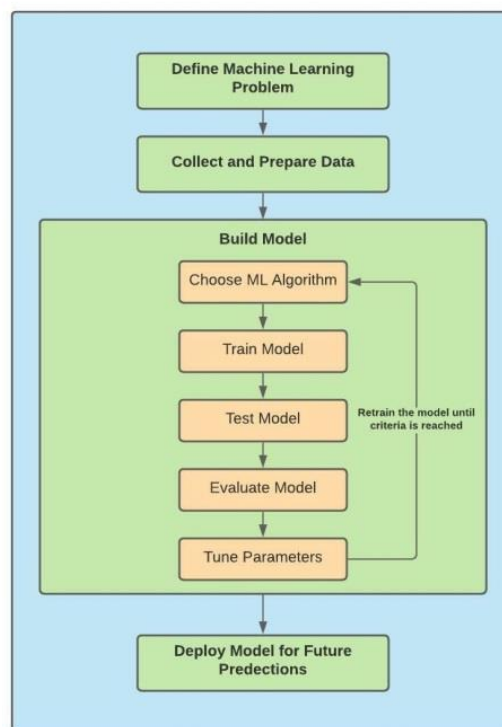 Define Machine Learning
Problem
Collect and Prepare Data
Build Model
Choose ML Algorithm
Train Model
Test Model
Retrain the model until
criteria is reached
Evaluate Model
Tune Parameters
Deploy Model for Future
Predections